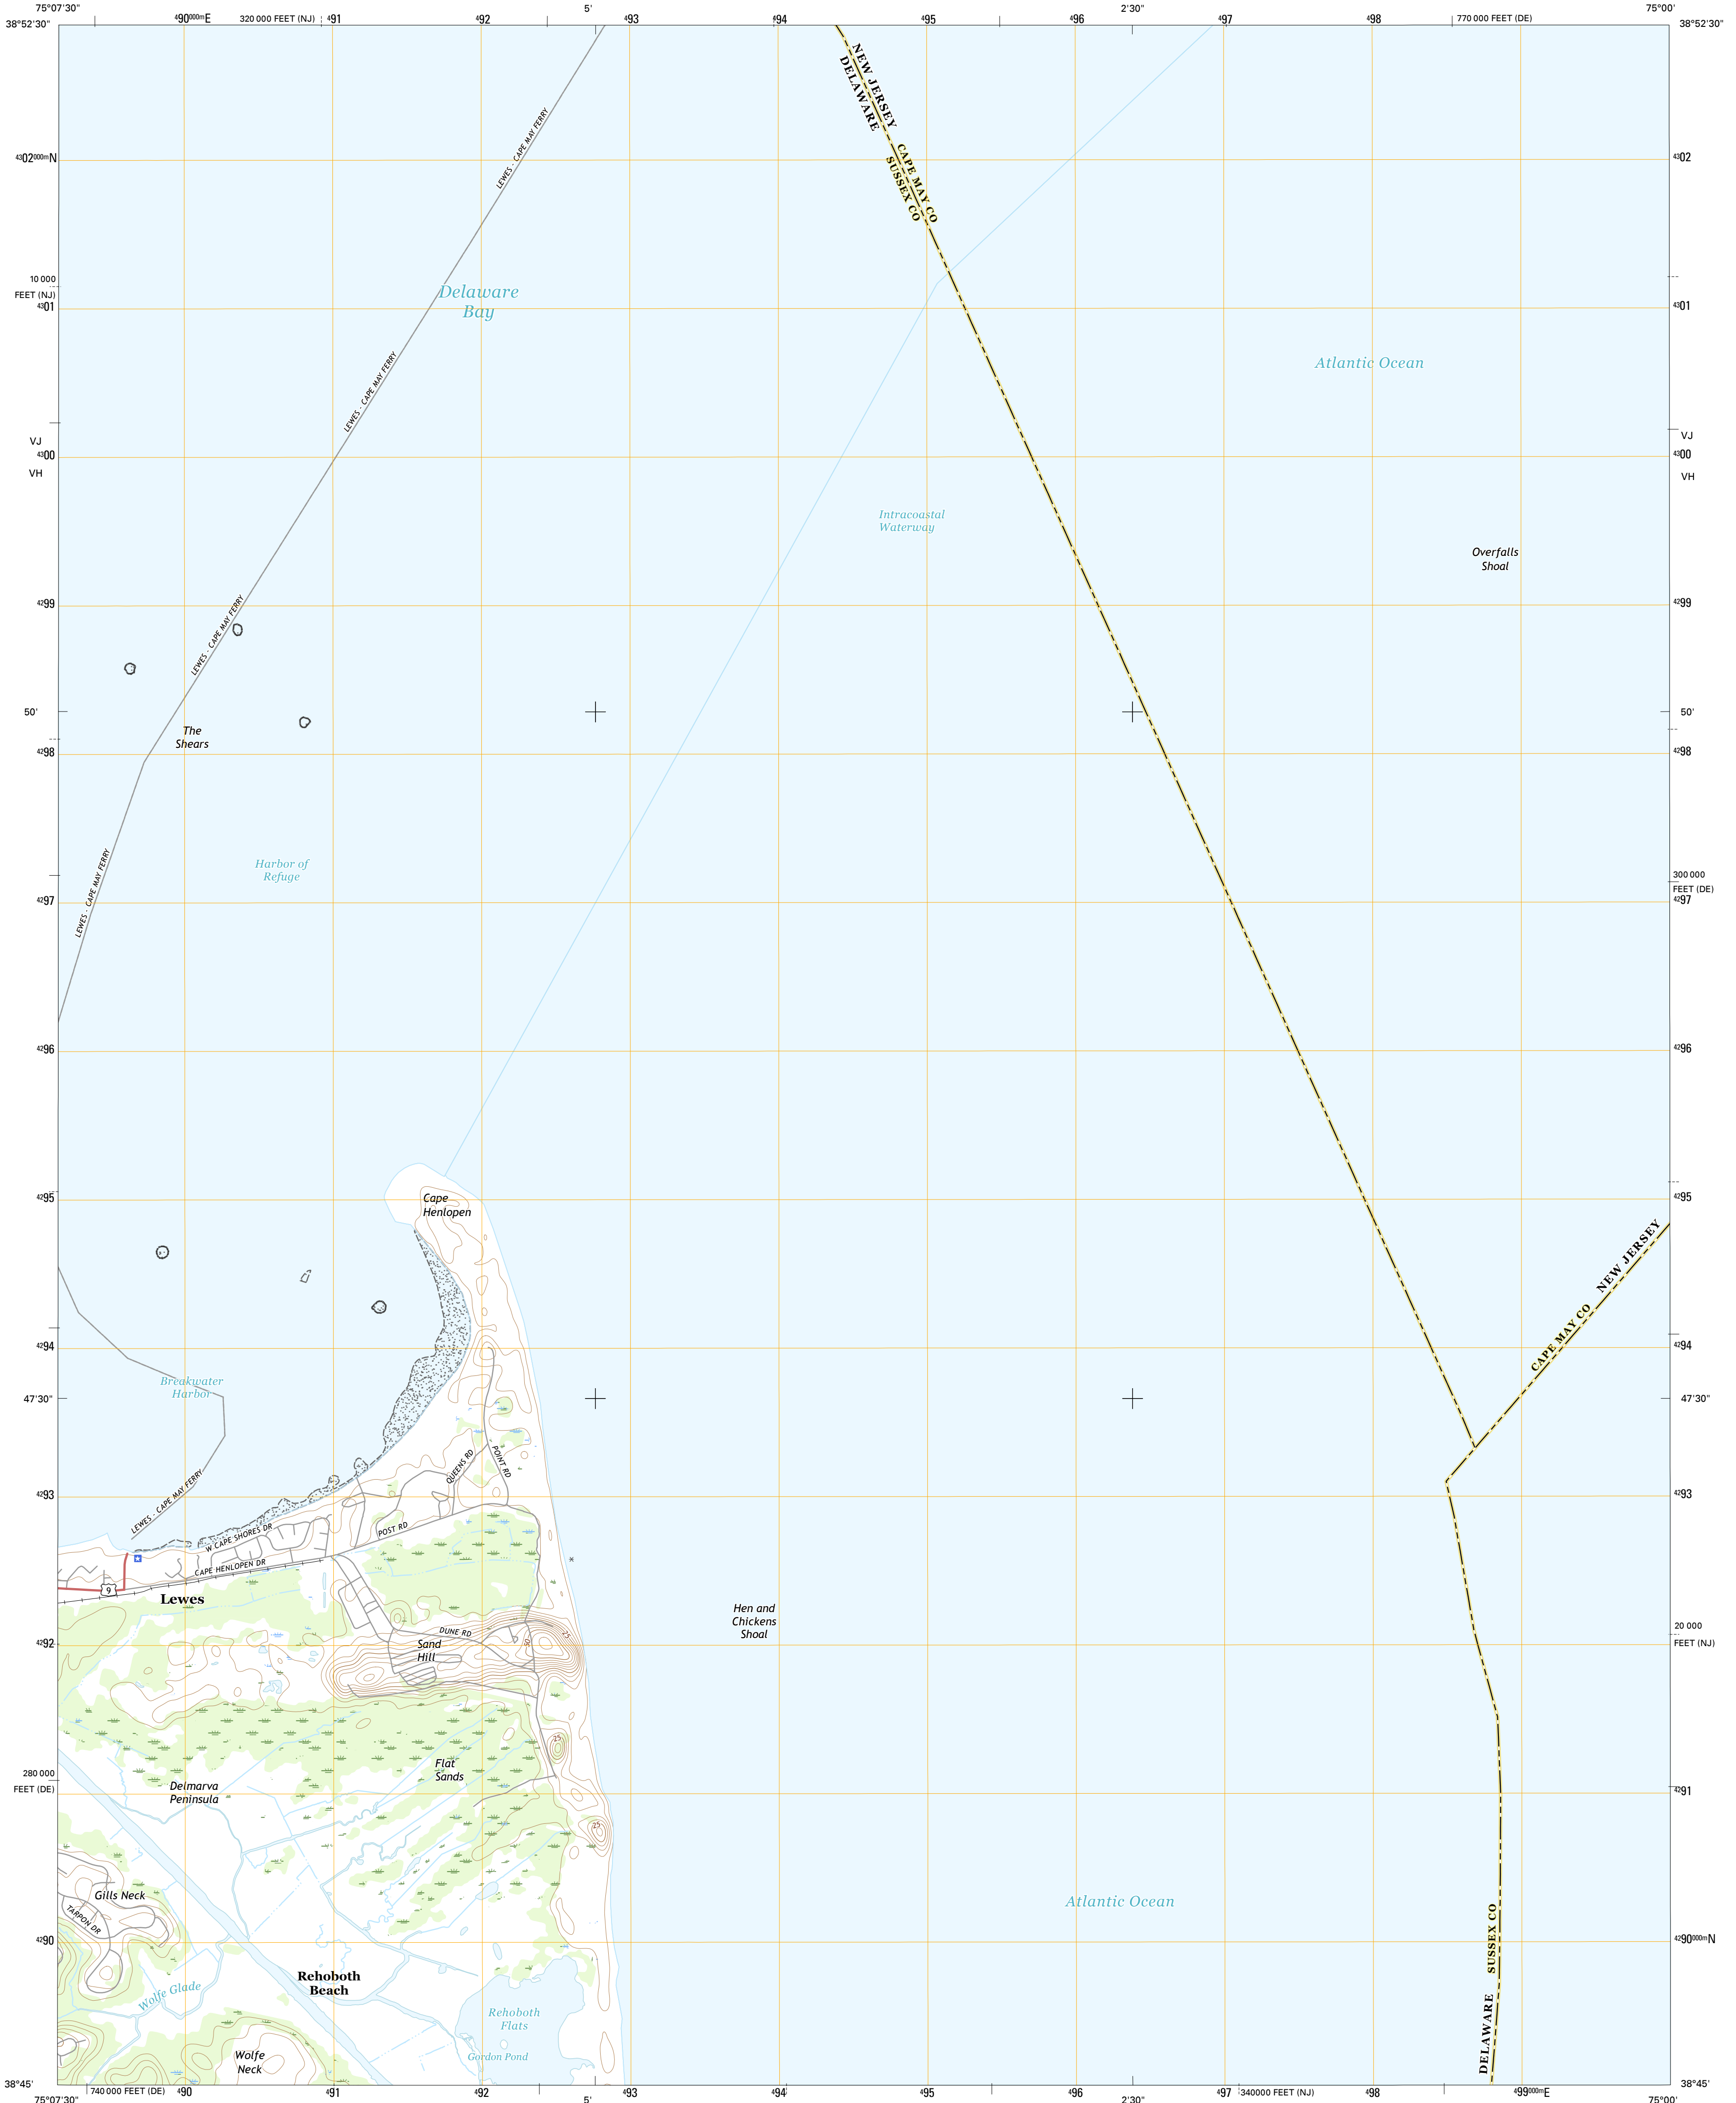 75°07'30"
⁴90⁰⁰⁰ᵐE
320 000 FEET (NJ)
⁴91
⁴92
5'
⁴93
⁴94
⁴95
⁴96
2'30"
⁴97
⁴98
770 000 FEET (DE)
75°00'
38°52'30"
38°52'30"
NEW JERSEY
DELAWARE
LEWES - CAPE MAY FERRY
⁴³02⁰⁰⁰ᵐN
⁴³02
CAPE MAY CO
SUSSEX CO
10 000
FEET (NJ)
Delaware
Bay
⁴³01
⁴³01
Atlantic Ocean
LEWES - CAPE MAY FERRY
VJ
VJ
⁴³00
⁴³00
VH
VH
Intracoastal
Waterway
Overfalls
Shoal
⁴²99
⁴²99
LEWES - CAPE MAY FERRY
50'
50'
The
Shears
⁴²98
⁴²98
Harbor of
Refuge
300 000
FEET (DE)
LEWES - CAPE MAY FERRY
⁴²97
⁴²97
⁴²96
⁴²96
⁴²95
⁴²95
Cape
Henlopen
NEW JERSEY
CAPE MAY CO
⁴²94
⁴²94
Breakwater
Harbor
47'30"
47'30"
QUEENS RD
POINT RD
LEWES - CAPE MAY FERRY
⁴²93
⁴²93
W CAPE SHORES DR
POST RD
CAPE HENLOPEN DR
9
Lewes
Hen and
Chickens
Shoal
20 000
FEET (NJ)
DUNE RD
25
50
⁴²92
Sand
Hill
25
Flat
Sands
280 000
FEET (DE)
Delmarva
Peninsula
⁴²91
25
Gills Neck
TARPON DR
Atlantic Ocean
SUSSEX CO
⁴²90
⁴²90⁰⁰⁰ᵐN
Rehoboth
Beach
Wolfe Glade
Rehoboth
Flats
DELAWARE
Wolfe
Neck
Gordon Pond
38°45'
38°45'
75°07'30"
740 000 FEET (DE)
⁴90
⁴91
⁴92
5'
⁴93
⁴94
⁴95
⁴96
2'30"
⁴97
340000 FEET (NJ)
⁴98
⁴99⁰⁰⁰ᵐE
75°00'